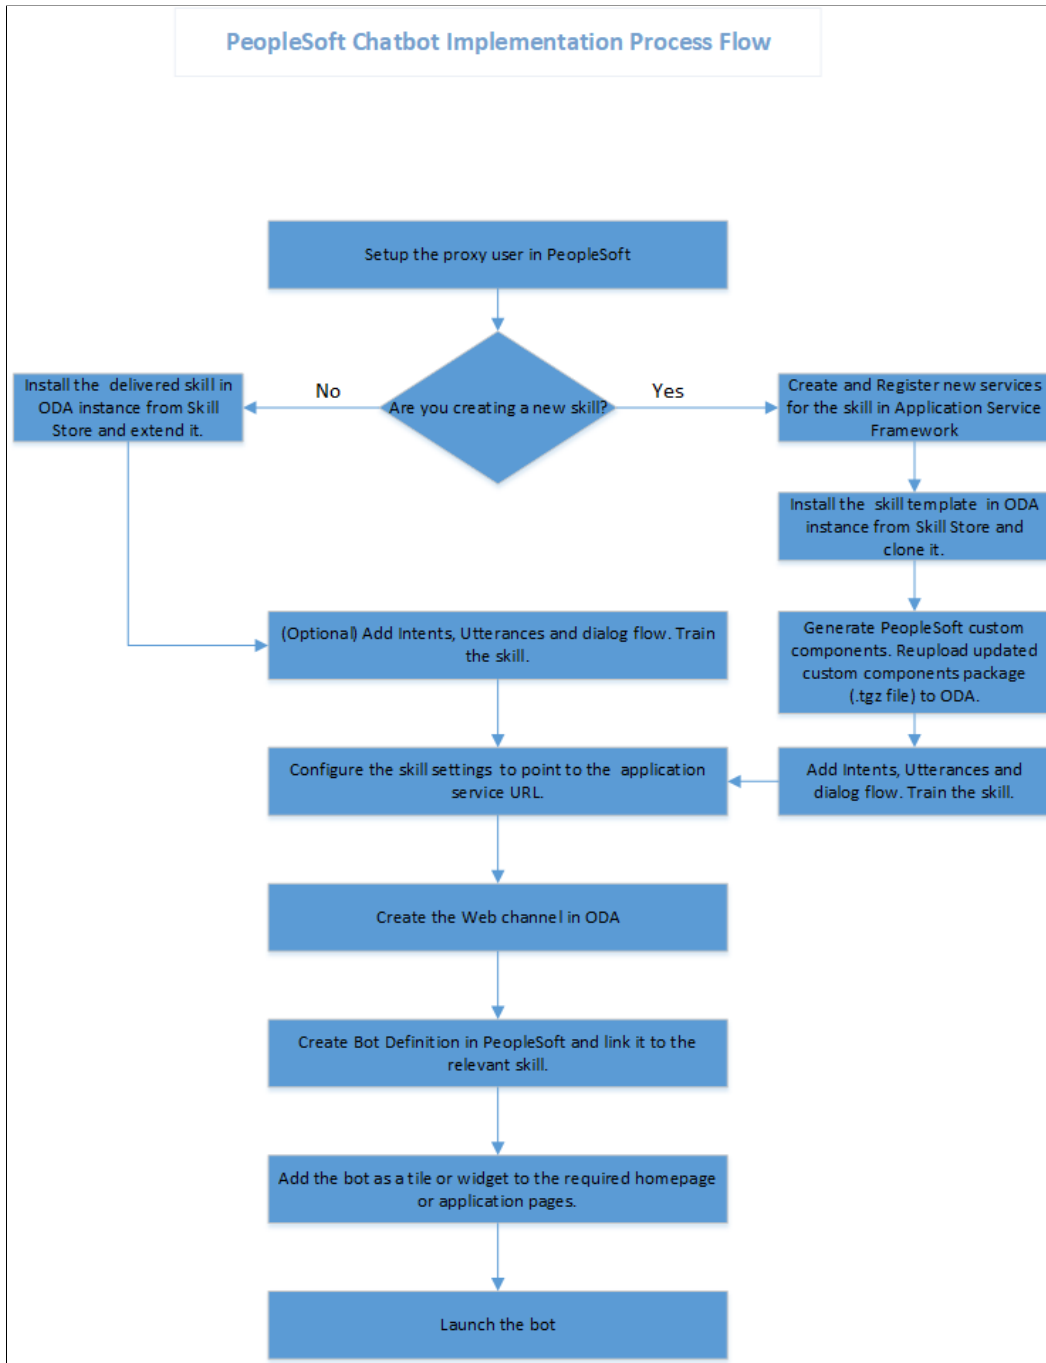 PeopleSoft Chatbot Implementation Process Flow
Setup the proxy user in PeopleSoft
Are you creating a new skill?
No
Yes
Install the delivered skill in
ODA instance from Skill
Store and extend it.
Create and Register new services
for the skill in Application Service
Framework
Install the skill template in ODA
instance from Skill Store and
clone it.
Generate PeopleSoft custom
components. Reupload updated
custom components package
(.tgz file) to ODA.
Add Intents, Utterances and
dialog flow. Train the skill.
(Optional) Add Intents, Utterances and dialog flow. Train
the skill.
Configure the skill settings to point to the application
service URL.
Create the Web channel in ODA
Create Bot Definition in PeopleSoft and link it to the
relevant skill.
Add the bot as a tile or widget to the required homepage
or application pages.
Launch the bot